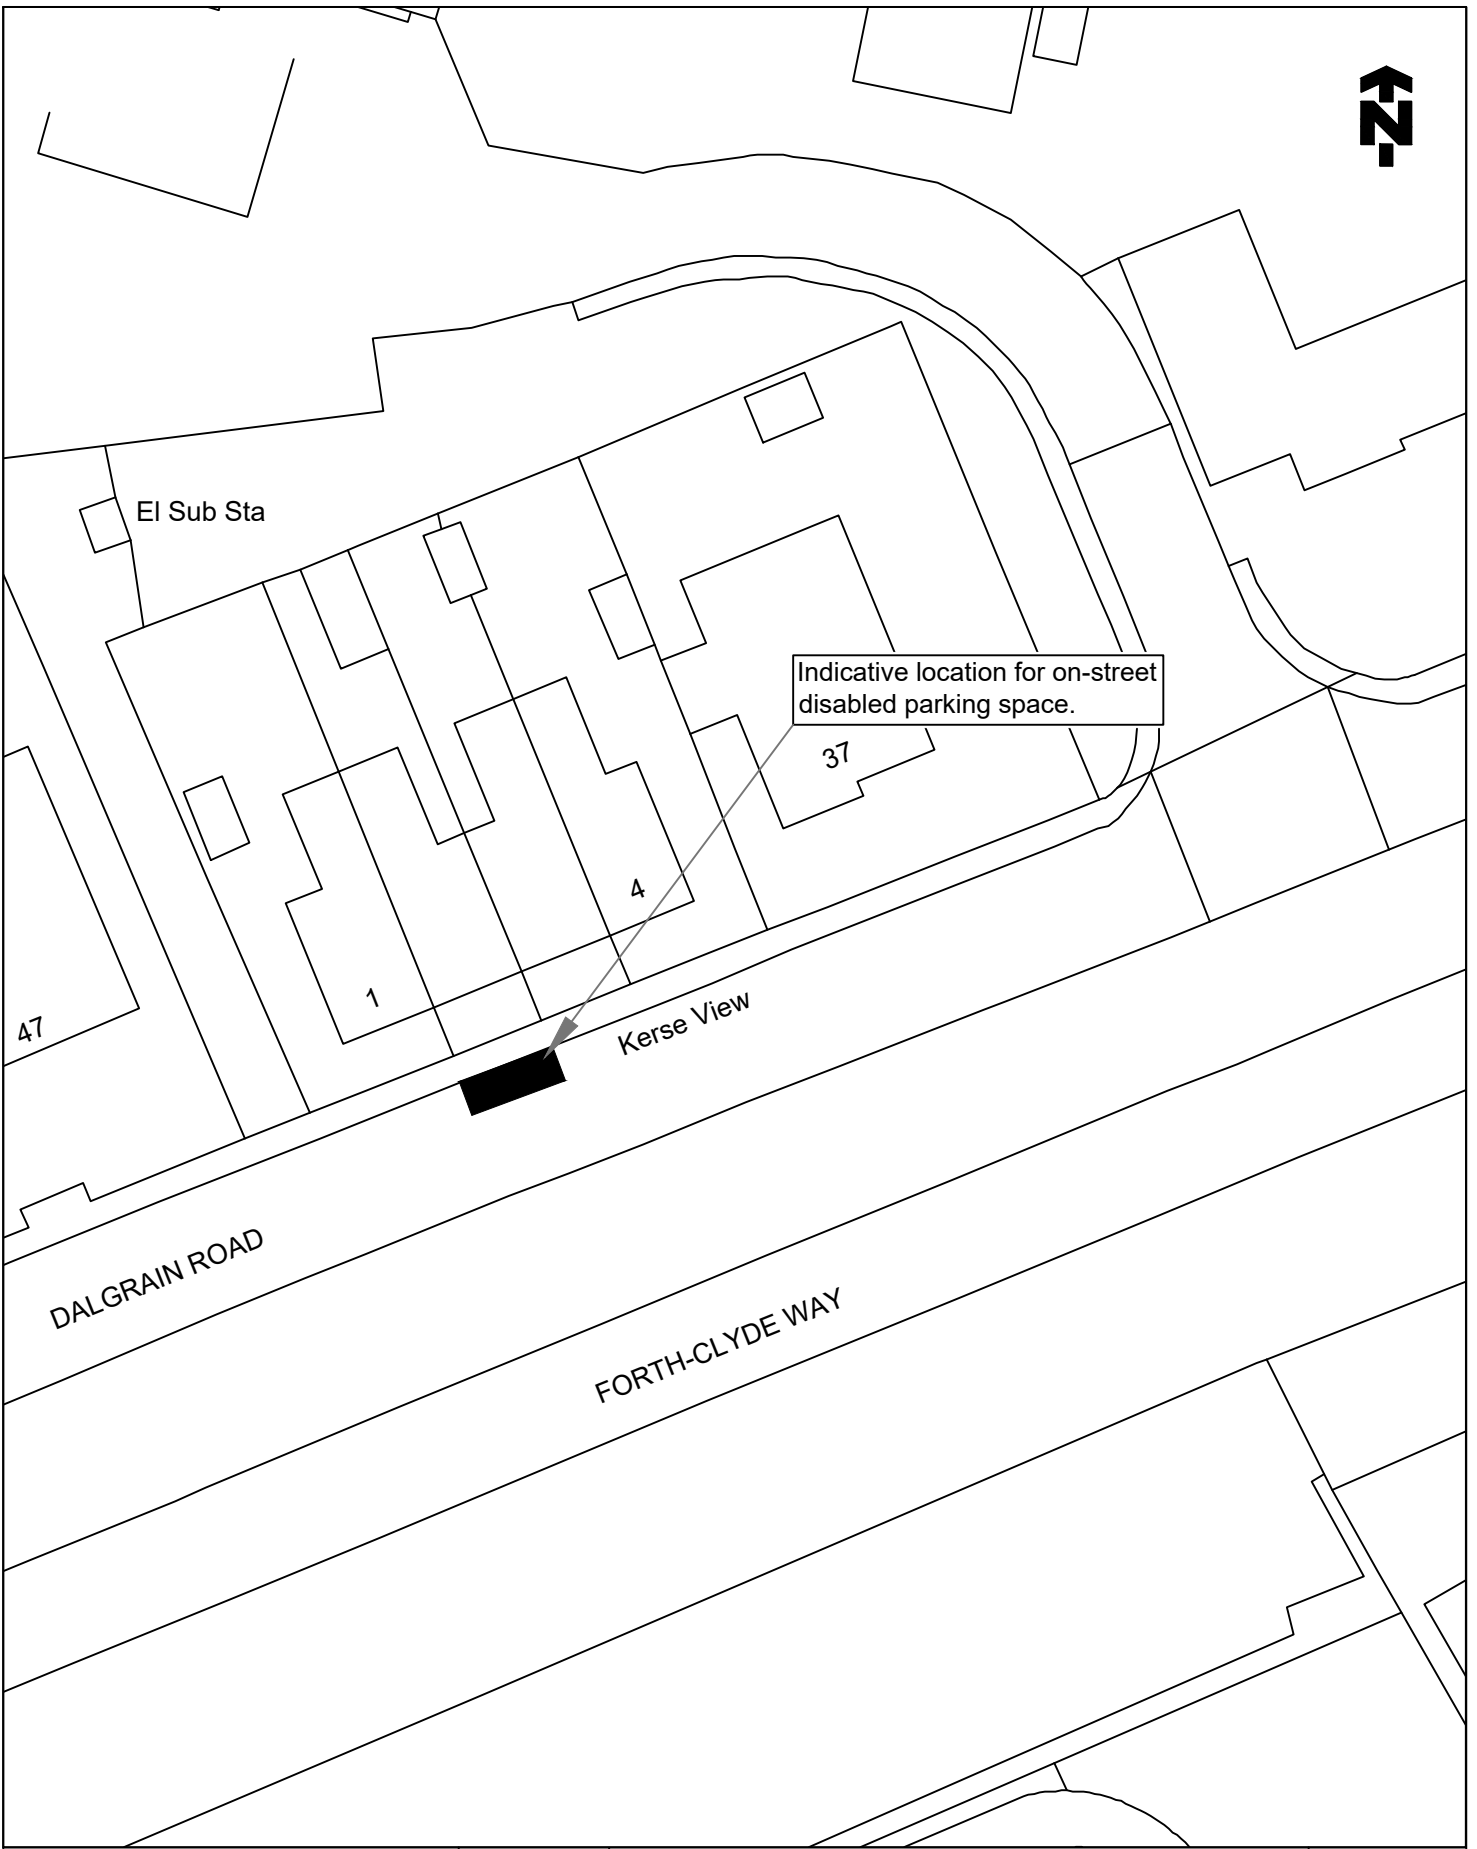 N
El Sub Sta
Indicative location for on-street
disabled parking space.
37
4
1
47
Kerse View
DALGRAIN ROAD
FORTH-CLYDE WAY